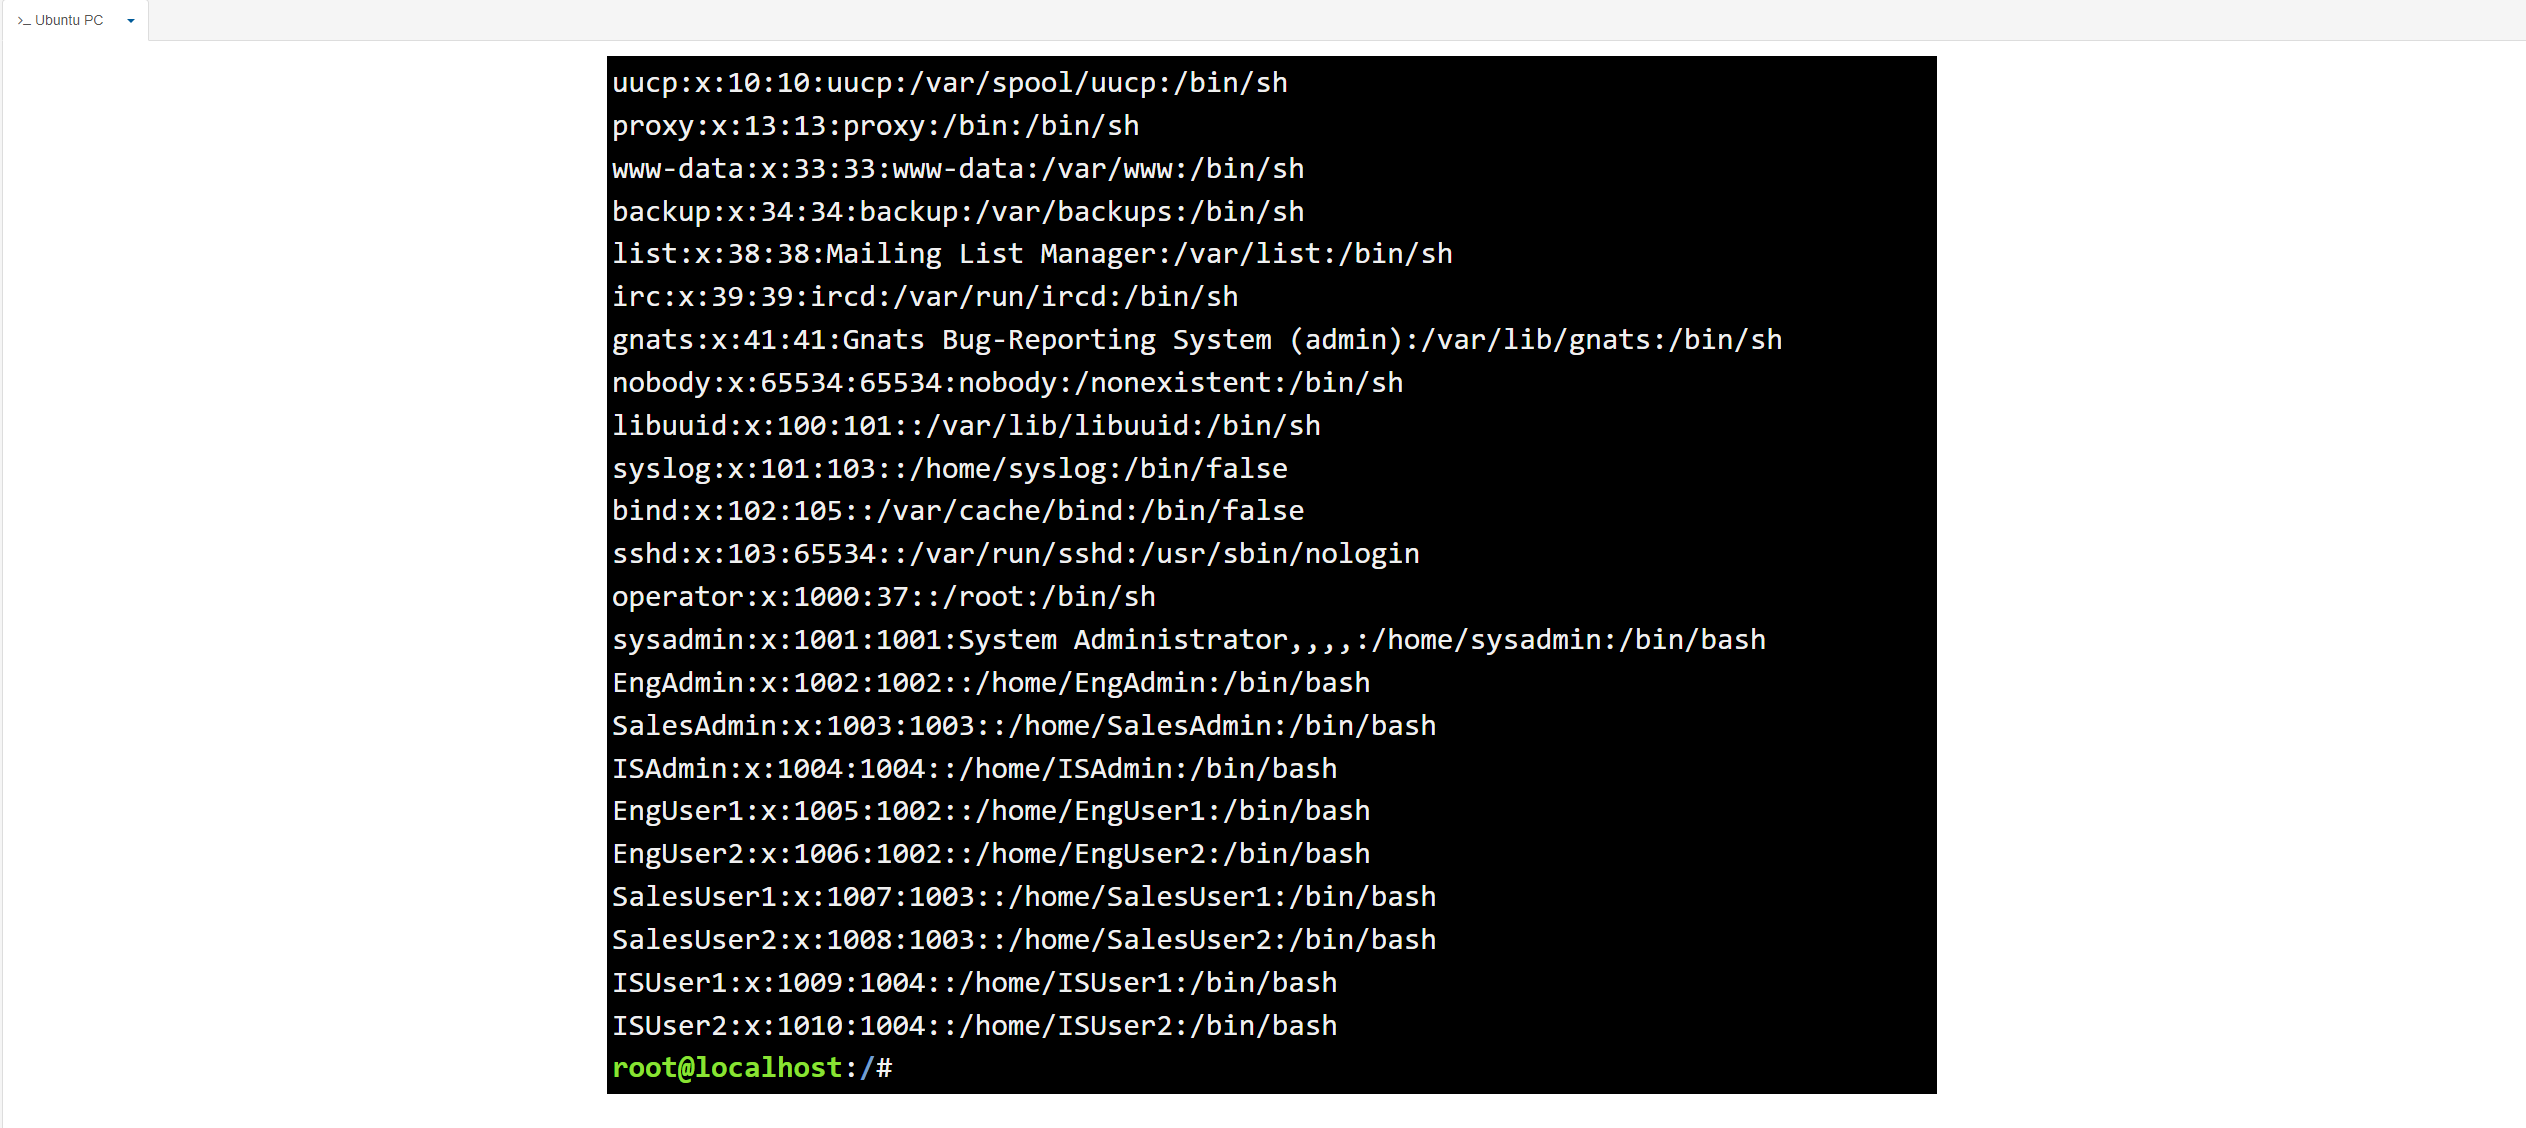 >_ Ubuntu PC
uucp:x:10:10:uucp:/var/spool/uucp:/bin/sh
proxy:x:13:13:proxy:/bin:/bin/sh
www-data:x:33:33:www-data:/var/www:/bin/sh
backup:x:34:34:backup:/var/backups:/bin/sh
list:x:38:38:Mailing List Manager:/var/list:/bin/sh
irc:x:39:39:ircd:/var/run/ircd:/bin/sh
gnats:x:41:41:Gnats Bug-Reporting System (admin):/var/lib/gnats:/bin/sh
nobody:x:65534:65534:nobody:/nonexistent:/bin/sh
libuuid:x:100:101::/var/lib/libuuid:/bin/sh
syslog:x:101:103::/home/syslog:/bin/false
bind:x:102:105::/var/cache/bind:/bin/false
sshd:x:103:65534::/var/run/sshd:/usr/sbin/nologin
operator:x:1000:37::/root:/bin/sh
sysadmin:x:1001:1001:System Administrator,,,,:/home/sysadmin:/bin/bash
EngAdmin:x:1002:1002::/home/EngAdmin:/bin/bash
SalesAdmin:x:1003:1003::/home/SalesAdmin:/bin/bash
ISAdmin:x:1004:1004::/home/ISAdmin:/bin/bash
EngUser1:x:1005:1002::/home/EngUser1:/bin/bash
EngUser2:x:1006:1002::/home/EngUser2:/bin/bash
SalesUser1:x:1007:1003::/home/SalesUser1:/bin/bash
SalesUser2:x:1008:1003::/home/SalesUser2:/bin/bash
ISUser1:x:1009:1004::/home/ISUser1:/bin/bash
ISUser2:x:1010:1004::/home/ISUser2:/bin/bash
root@localhost:/#